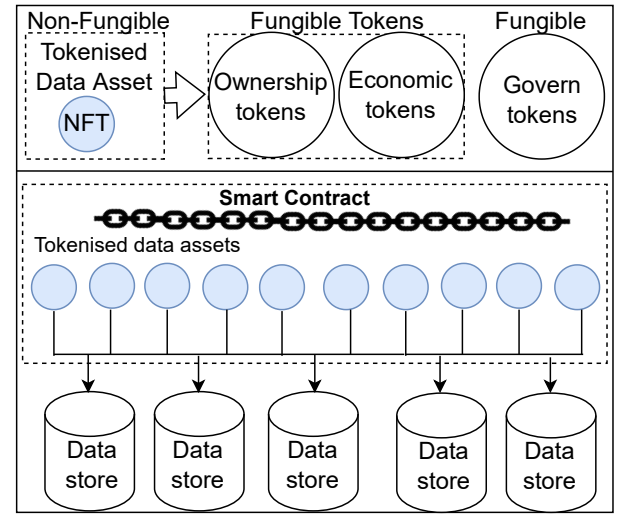 Non-Fungible
Fungible Tokens
Fungible
Tokenised
Data Asset
NFT
Ownership
tokens
Economic
tokens
Govern
tokens
Smart Contract
Tokenised data assets
Data
store
Data
store
Data
store
Data
store
Data
store